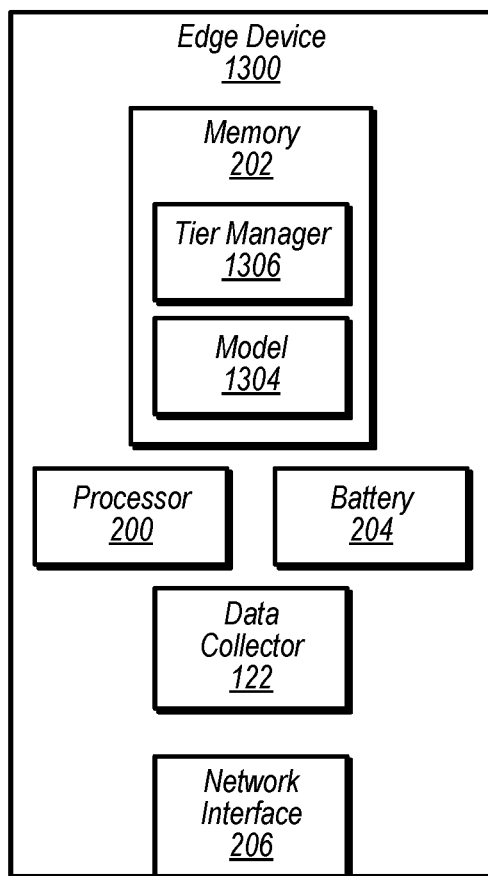 Edge Device
1300
Memory
202
Tier Manager
1306
Model
1304
Processor
200
Battery
204
Data
Collector
122
Network
Interface
206